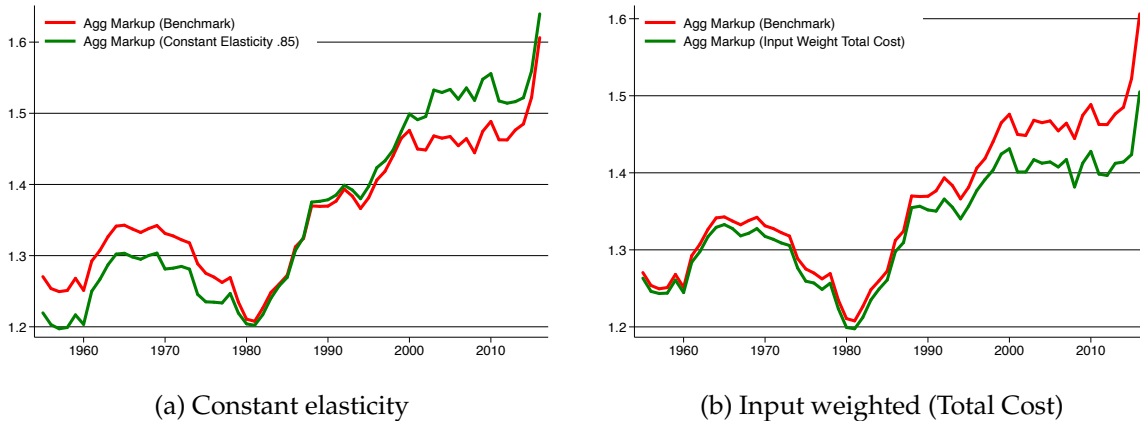 Agg Markup (Benchmark)
Agg Markup (Constant Elasticity .85)
1.6
1.5
1.4
1.3
1.2
1960 1970 1980 1990 2000 2010
(a) Constant elasticity
Agg Markup (Benchmark)
Agg Markup (Input Weight Total Cost)
1.6
1.5
1.4
1.3
1.2
1960 1970 1980 1990 2000 2010
(b) Input weighted (Total Cost)